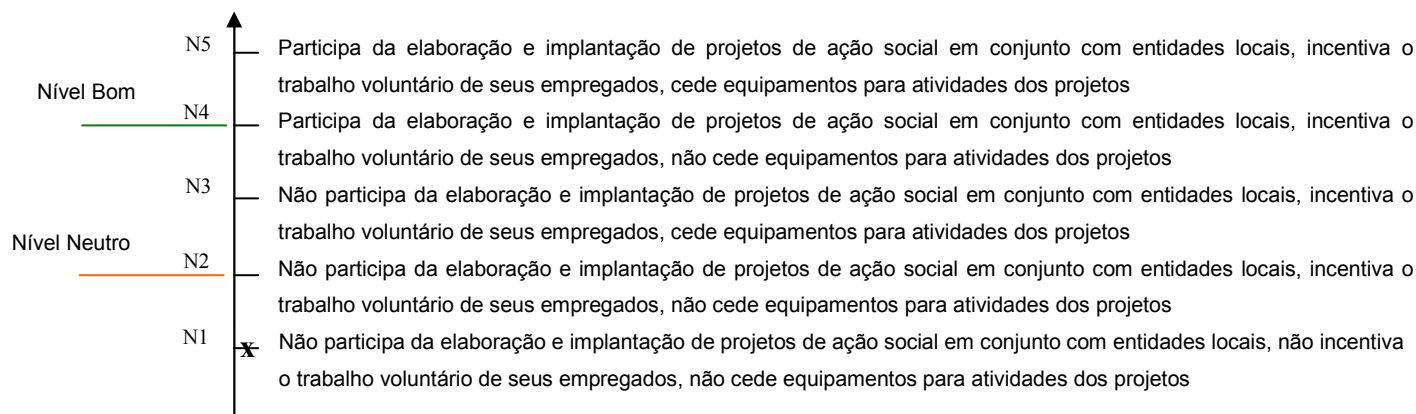 N5 Participa da elaboração e implantação de projetos de ação social em conjunto com entidades locais, incentiva o
trabalho voluntário de seus empregados, cede equipamentos para atividades dos projetos
Nível Bom
N4 Participa da elaboração e implantação de projetos de ação social em conjunto com entidades locais, incentiva o
trabalho voluntário de seus empregados, não cede equipamentos para atividades dos projetos
N3 Não participa da elaboração e implantação de projetos de ação social em conjunto com entidades locais, incentiva o
trabalho voluntário de seus empregados, cede equipamentos para atividades dos projetos
Nível Neutro
N2 Não participa da elaboração e implantação de projetos de ação social em conjunto com entidades locais, incentiva o
trabalho voluntário de seus empregados, não cede equipamentos para atividades dos projetos
N1 x Não participa da elaboração e implantação de projetos de ação social em conjunto com entidades locais, não incentiva
o trabalho voluntário de seus empregados, não cede equipamentos para atividades dos projetos